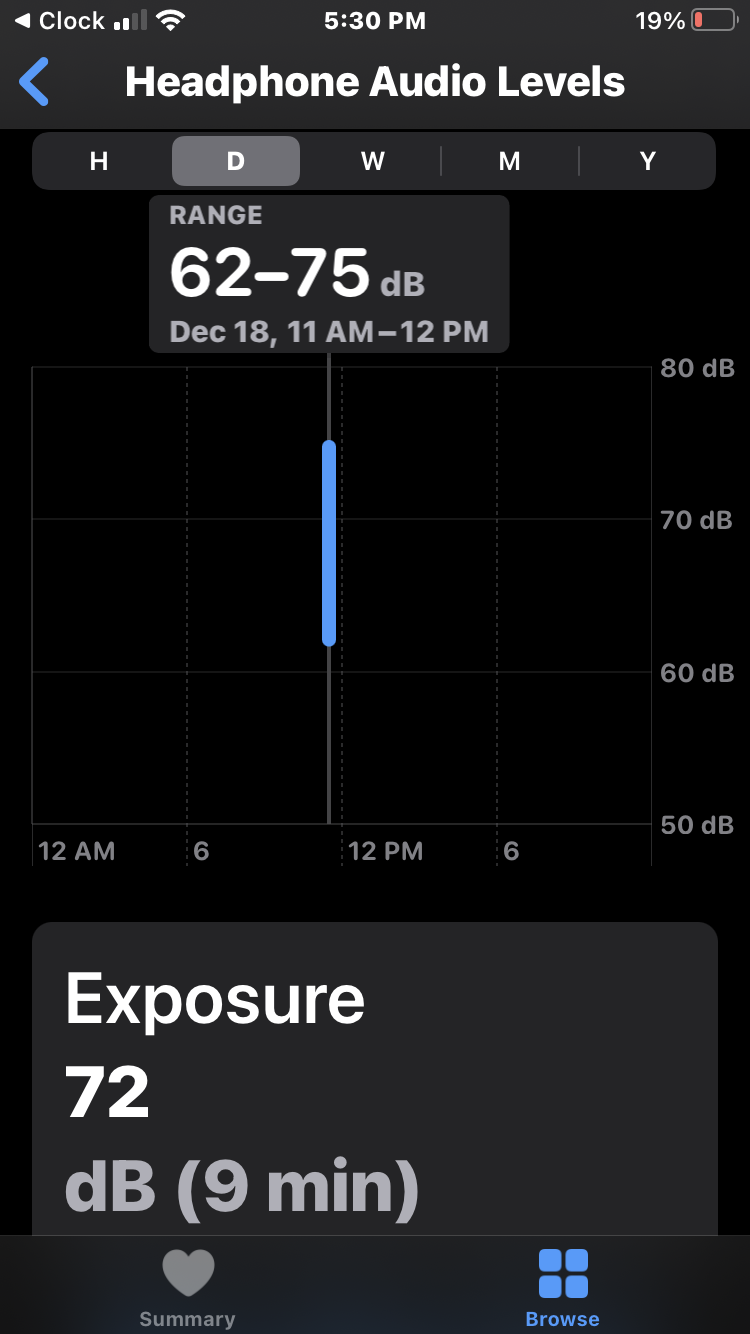 ◀ Clock 5:30 PM 19%
Headphone Audio Levels
H D W M Y
RANGE
62–75 dB
Dec 18, 11 AM–12 PM
80 dB
70 dB
60 dB
50 dB
12 AM 6 12 PM 6
Exposure
72
dB (9 min)
Summary Browse